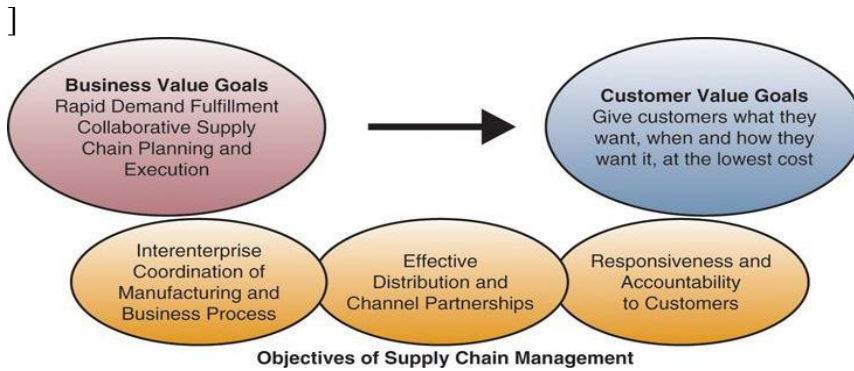 ]
Business Value Goals
Rapid Demand Fulfillment
Collaborative Supply
Chain Planning and
Execution
Customer Value Goals
Give customers what they
want, when and how they
want it, at the lowest cost
Interenterprise
Coordination of
Manufacturing and
Business Process
Effective
Distribution and
Channel Partnerships
Responsiveness and
Accountability
to Customers
Objectives of Supply Chain Management